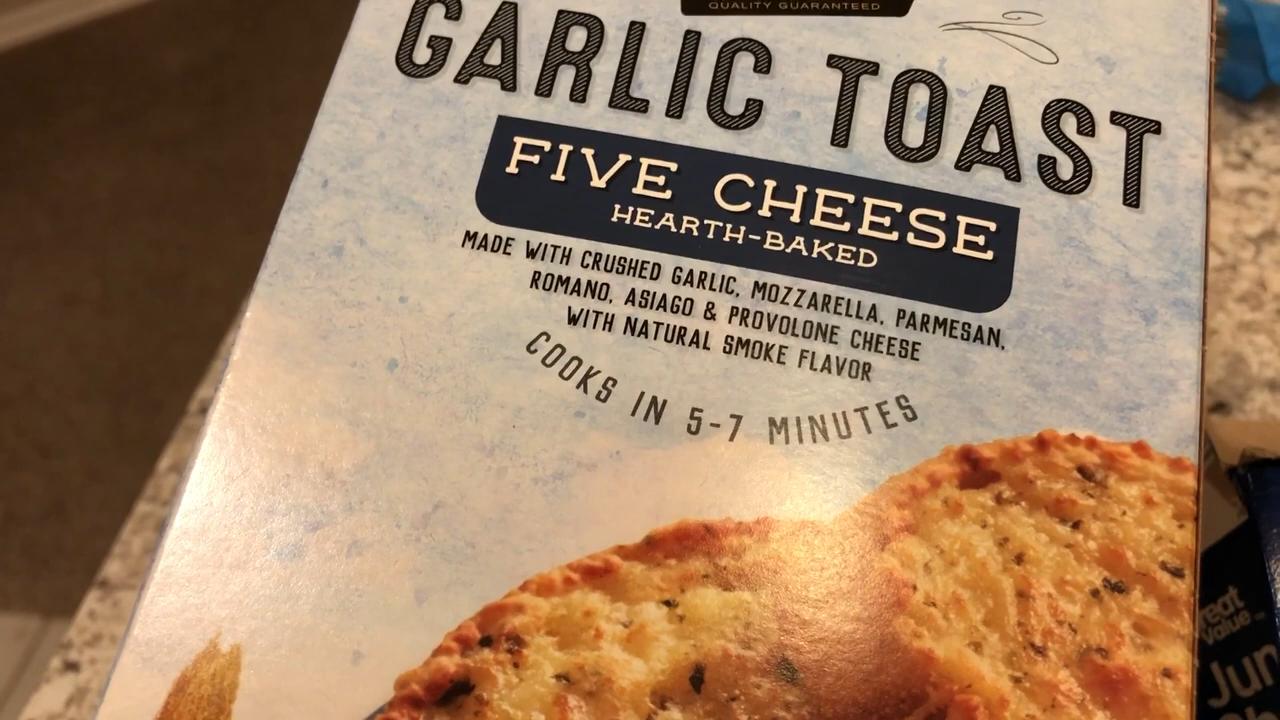 QUALITY GUARANTEED
GARLIC TOAST
FIVE CHEESE
HEARTH-BAKED
MADE WITH CRUSHED GARLIC, MOZZARELLA, PARMESAN,
ROMANO, ASIAGO & PROVOLONE CHEESE
WITH NATURAL SMOKE FLAVOR
COOKS IN 5-7 MINUTES
Value